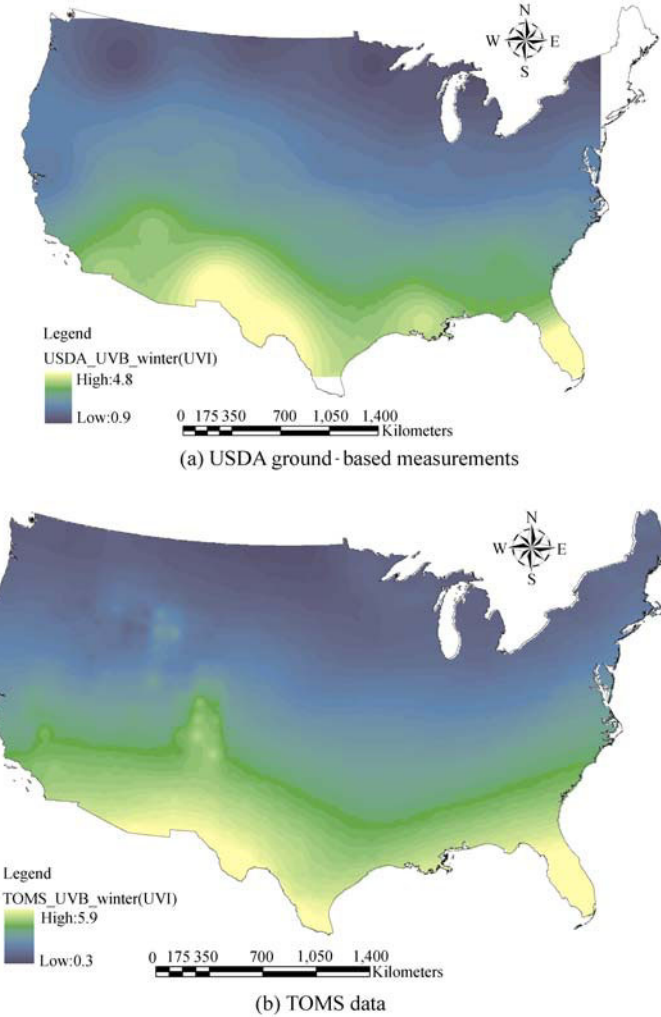 N
W E
S
Legend
USDA_UVB_winter(UVI)
High:4.8
Low:0.9
0 175 350 700 1,050 1,400
Kilometers
(a) USDA ground-based measurements
N
W E
S
Legend
TOMS_UVB_winter(UVI)
High:5.9
Low:0.3
0 175 350 700 1,050 1,400
Kilometers
(b) TOMS data